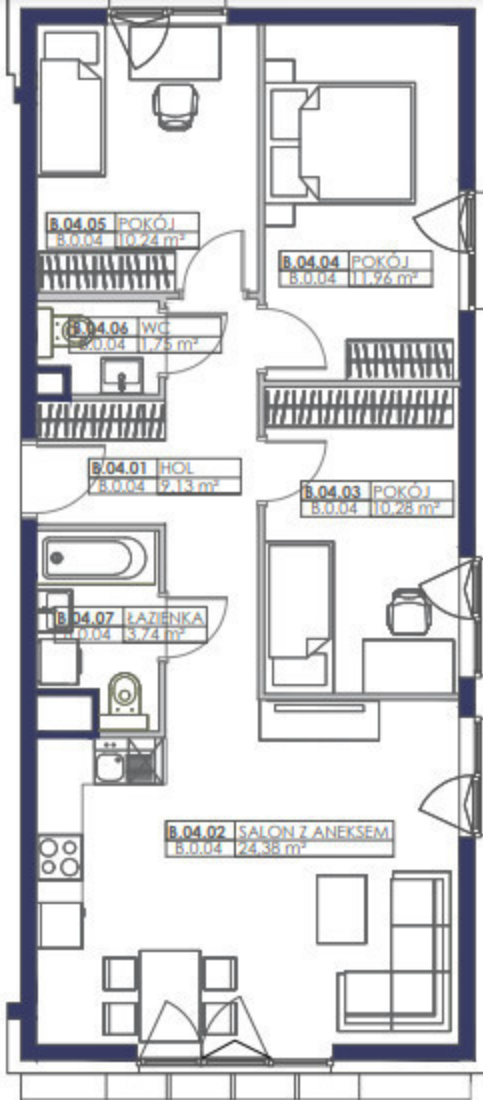 B.04.05 POKÓJ
B.0.04 10,24 m²
B.04.04 POKÓJ
B.0.04 11,96 m²
B.04.06 WC
B.0.04 1,75 m²
B.04.01 HOL
B.0.04 9,13 m²
B.04.03 POKÓJ
B.0.04 10,28 m²
B.04.07 ŁAZIENKA
B.0.04 3,74 m²
B.04.02 SALON Z ANEKSEM
B.0.04 24,38 m²